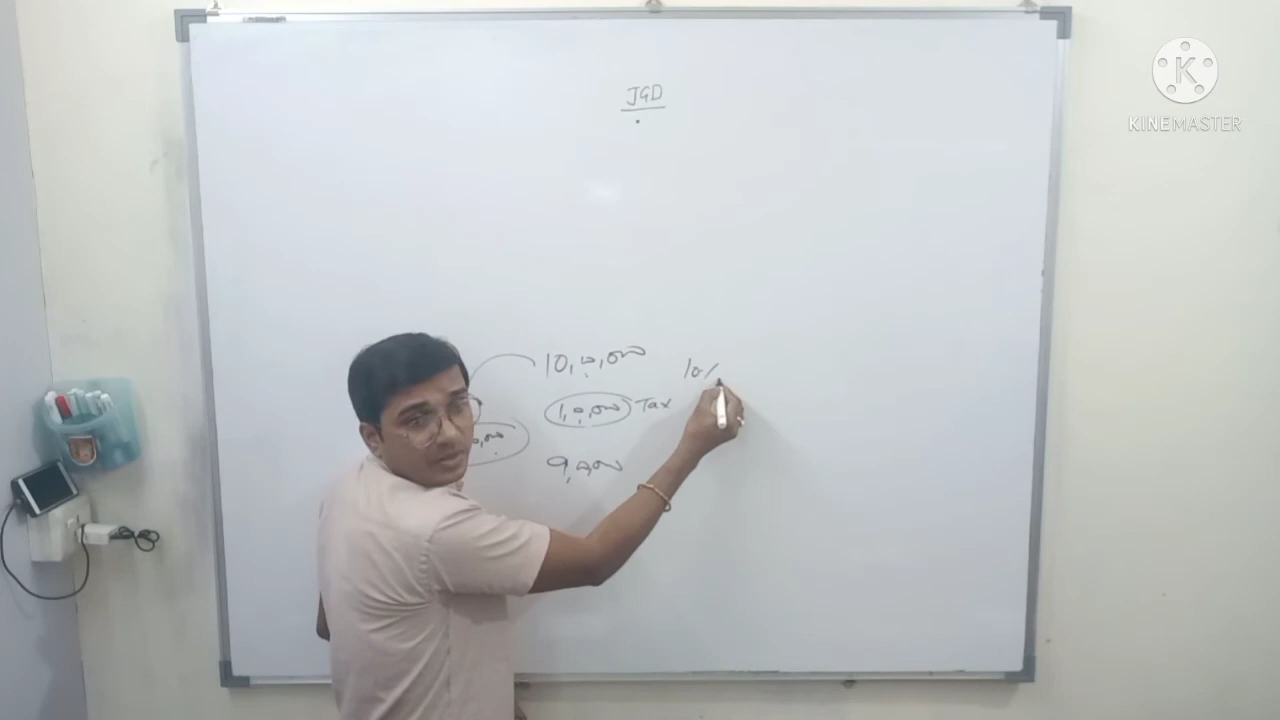 JGD
10,00,000
10%
1,00,000 Tax
9,00,000
K
KINEMASTER